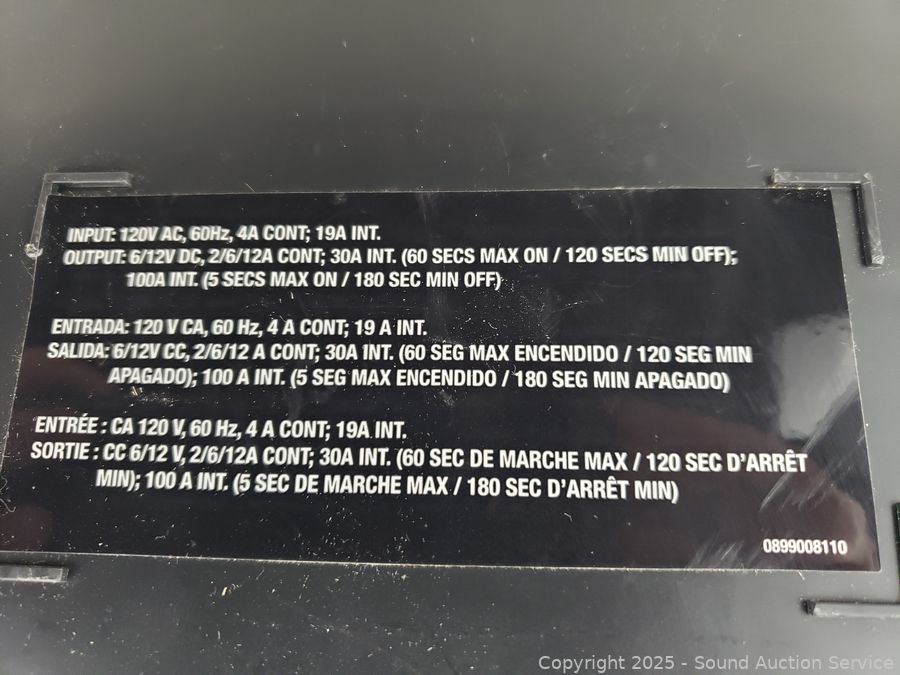 INPUT: 120V AC, 60Hz, 4A CONT; 19A INT.
OUTPUT: 6/12V DC, 2/6/12A CONT; 30A INT. (60 SECS MAX ON / 120 SECS MIN OFF);
100A INT. (5 SECS MAX ON / 180 SEC MIN OFF)
ENTRADA: 120 V CA, 60 Hz, 4 A CONT; 19 A INT.
SALIDA: 6/12V CC, 2/6/12 A CONT; 30A INT. (60 SEG MAX ENCENDIDO / 120 SEG MIN
APAGADO); 100 A INT. (5 SEG MAX ENCENDIDO / 180 SEG MIN APAGADO)
ENTRÉE : CA 120 V, 60 Hz, 4 A CONT; 19A INT.
SORTIE : CC 6/12 V, 2/6/12A CONT; 30A INT. (60 SEC DE MARCHE MAX / 120 SEC D'ARRÊT
MIN); 100 A INT. (5 SEC DE MARCHE MAX / 180 SEC D'ARRÊT MIN)
0899008110
Copyright © 2025 - Sound Auction Service